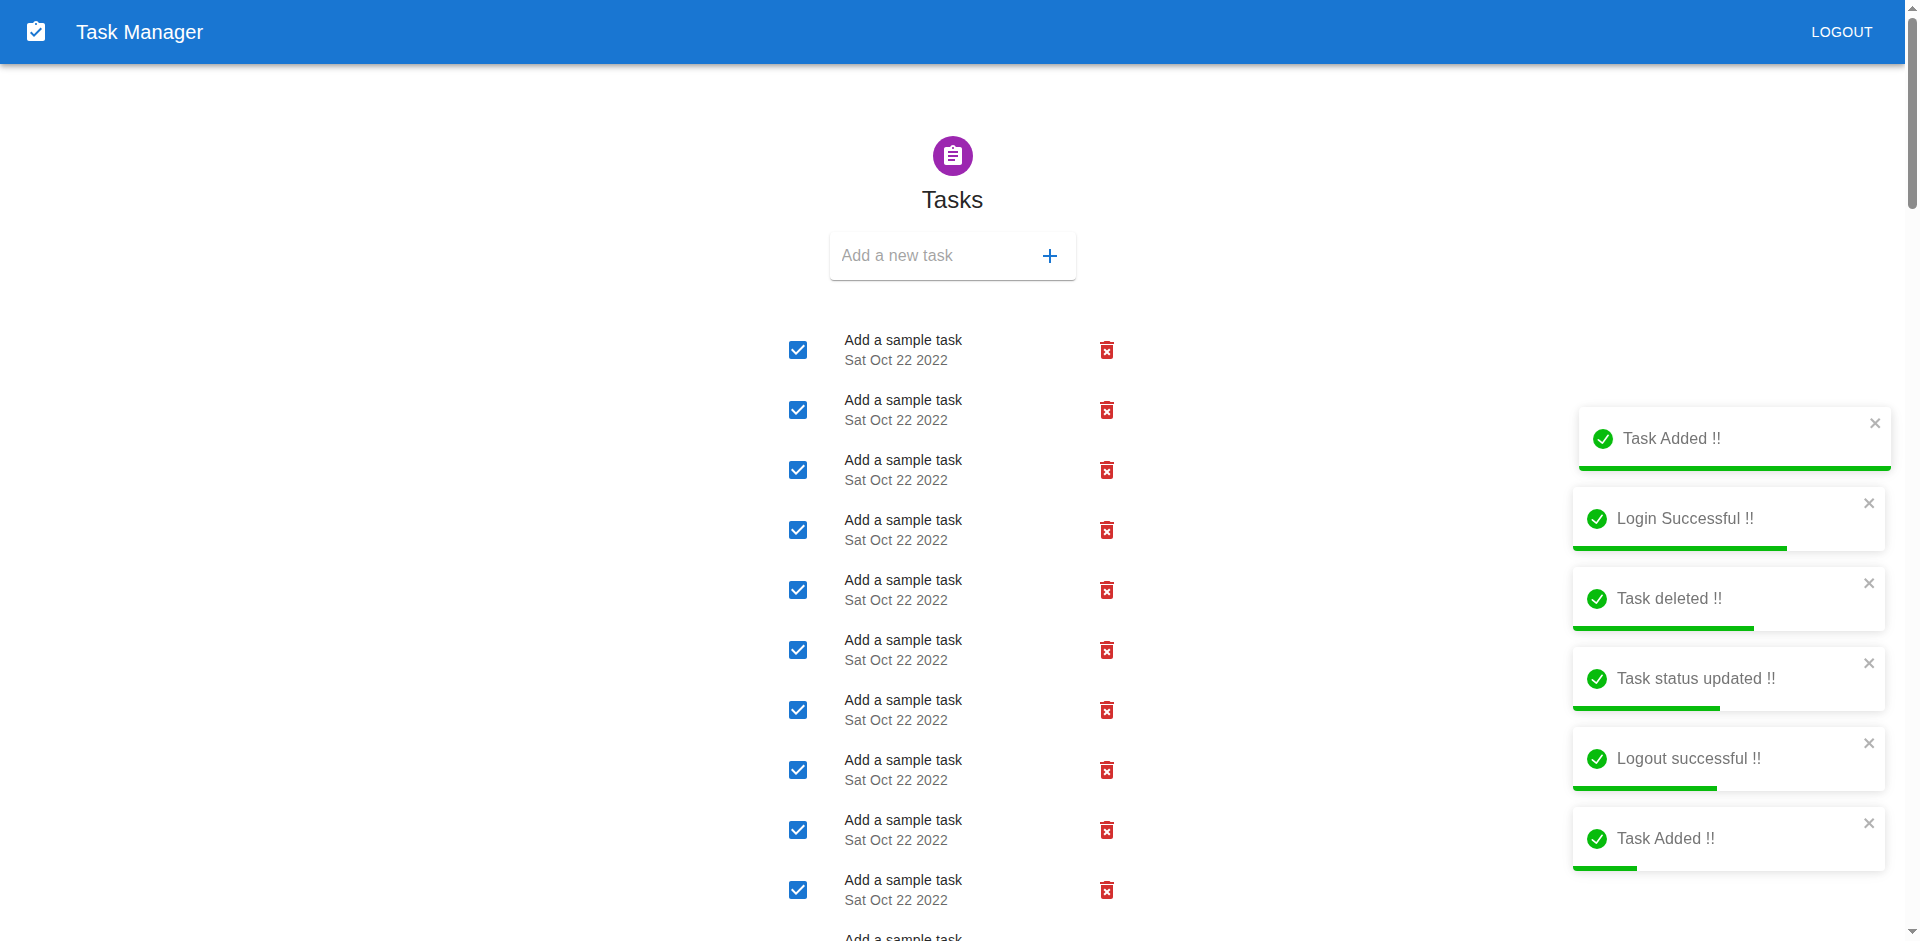 Task Manager
LOGOUT
Tasks
Add a new task
Add a sample task
Sat Oct 22 2022
Add a sample task
Sat Oct 22 2022
Add a sample task
Sat Oct 22 2022
Add a sample task
Sat Oct 22 2022
Add a sample task
Sat Oct 22 2022
Add a sample task
Sat Oct 22 2022
Add a sample task
Sat Oct 22 2022
Add a sample task
Sat Oct 22 2022
Add a sample task
Sat Oct 22 2022
Add a sample task
Sat Oct 22 2022
Add a sample task
Task Added !!
Login Successful !!
Task deleted !!
Task status updated !!
Logout successful !!
Task Added !!